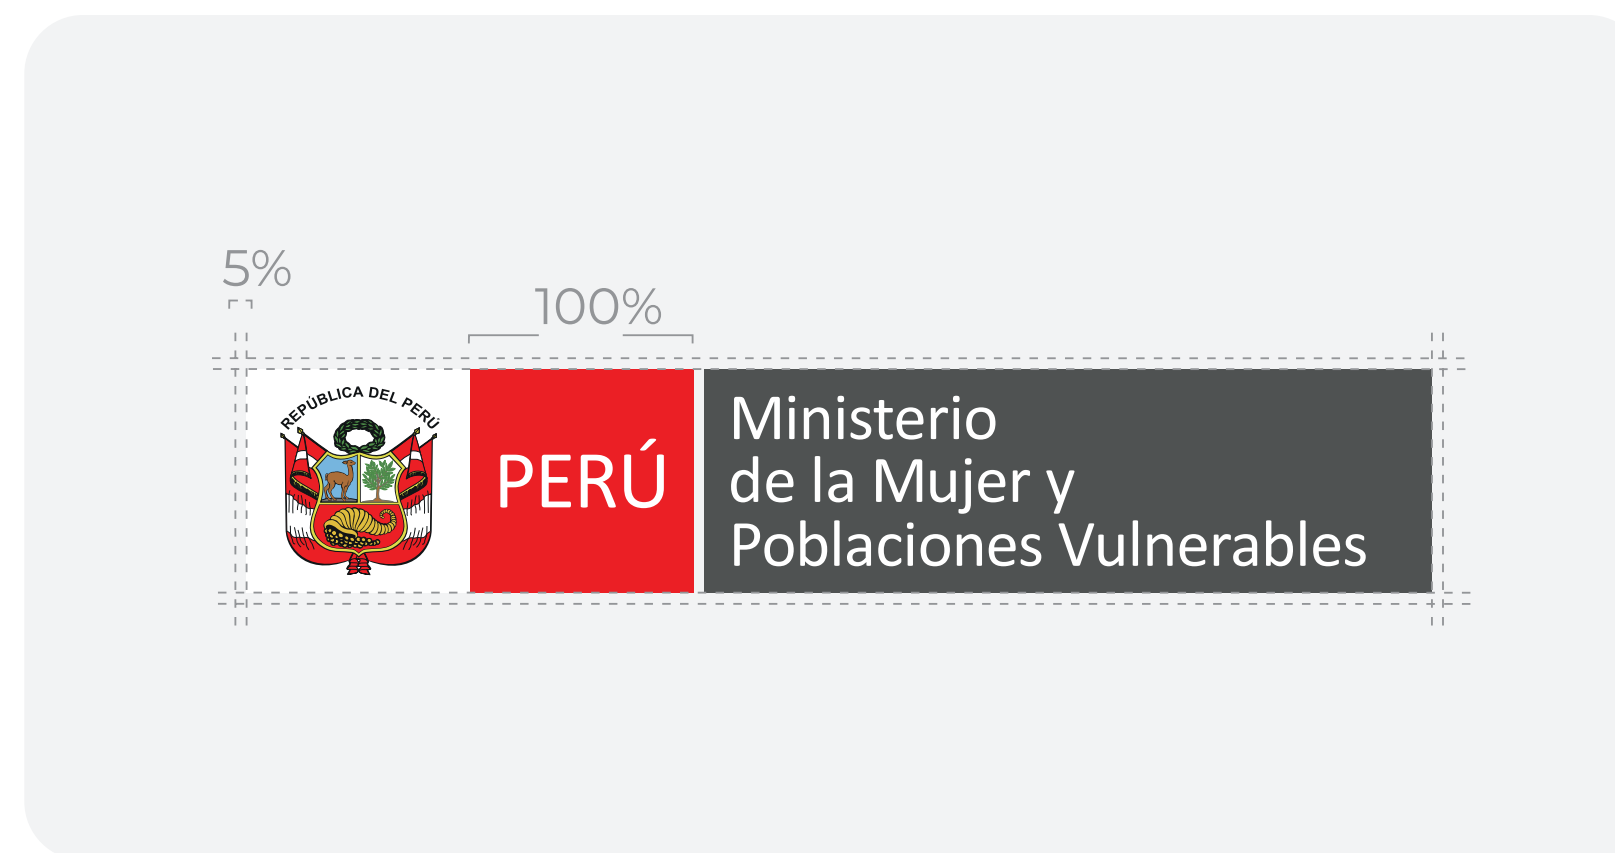 5%
100%
REPÚBLICA DEL PERÚ
PERÚ
Ministerio
de la Mujer y
Poblaciones Vulnerables